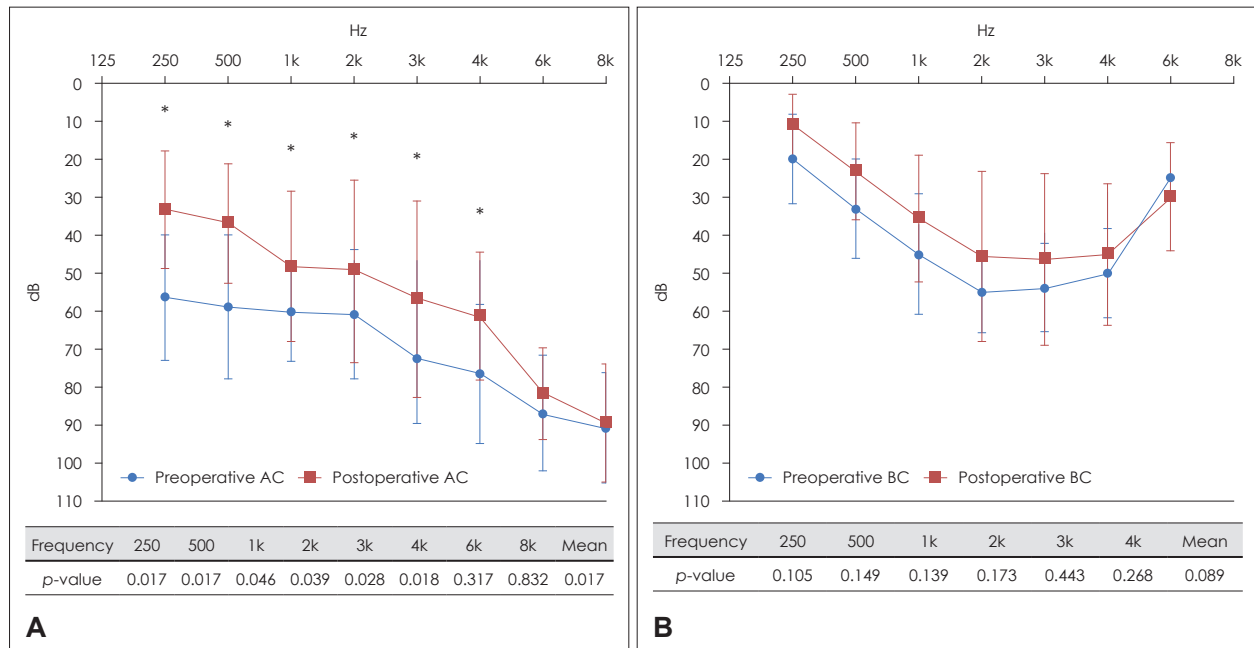 Hz
125 250 500 1k 2k 3k 4k 6k 8k
0
10
20
30
40
50
60
70
80
90
100
110
dB
* * * * * *
Preoperative AC Postoperative AC
Frequency 250 500 1k 2k 3k 4k 6k 8k Mean
p-value 0.017 0.017 0.046 0.039 0.028 0.018 0.317 0.832 0.017
A
Hz
125 250 500 1k 2k 3k 4k 6k 8k
0
10
20
30
40
50
60
70
80
90
100
110
dB
Preoperative BC Postoperative BC
Frequency 250 500 1k 2k 3k 4k Mean
p-value 0.105 0.149 0.139 0.173 0.443 0.268 0.089
B